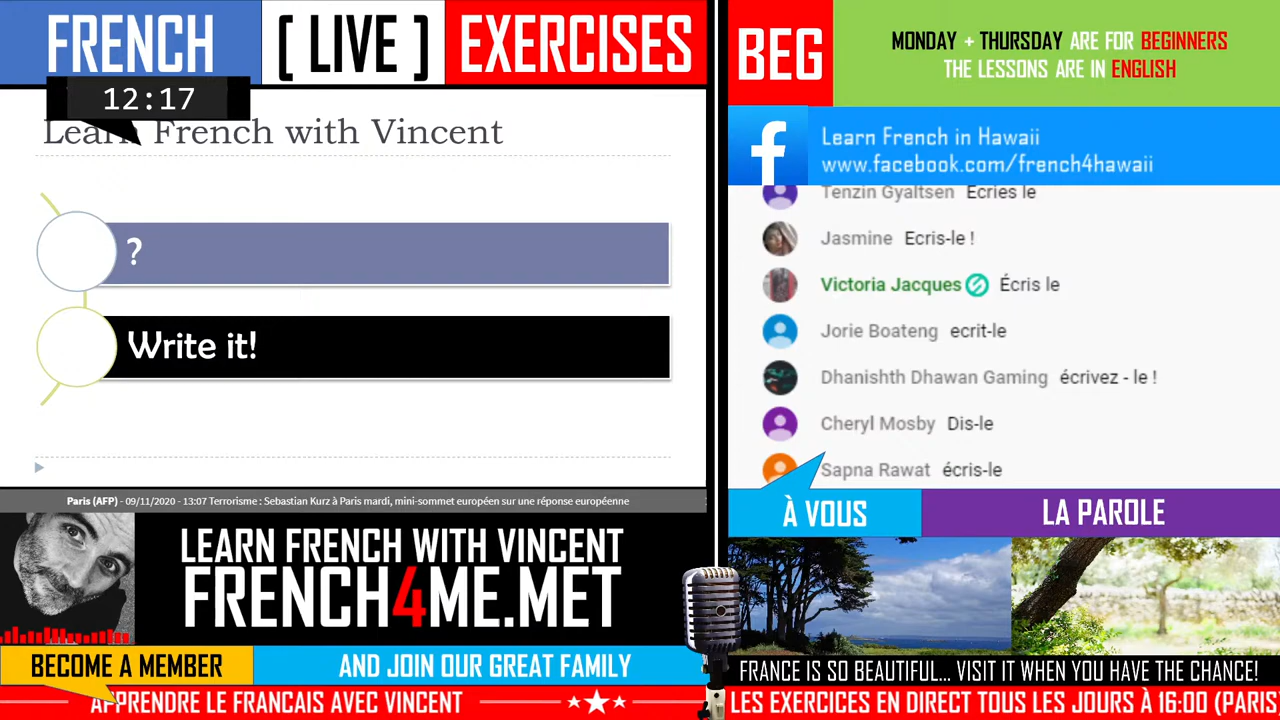 FRENCH
[ LIVE ]
EXERCISES
12:17
Learn French with Vincent
?
Write it!
Paris (AFP) - 09/11/2020 - 13:07 Terrorisme : Sebastian Kurz à Paris mardi, mini-sommet européen sur une réponse européenne
LEARN FRENCH WITH VINCENT
FRENCH4ME.MET
BECOME A MEMBER
AND JOIN OUR GREAT FAMILY
APPRENDRE LE FRANCAIS AVEC VINCENT
BEG
MONDAY + THURSDAY ARE FOR BEGINNERS
THE LESSONS ARE IN ENGLISH
f
Learn French in Hawaii
www.facebook.com/french4hawaii
Tenzin Gyaltsen Ecries le
Jasmine Ecris-le !
Victoria Jacques Écris le
Jorie Boateng ecrit-le
Dhanishth Dhawan Gaming écrivez - le !
Cheryl Mosby Dis-le
Sapna Rawat écris-le
À VOUS
LA PAROLE
FRANCE IS SO BEAUTIFUL... VISIT IT WHEN YOU HAVE THE CHANCE!
LES EXERCICES EN DIRECT TOUS LES JOURS À 16:00 (PARIS